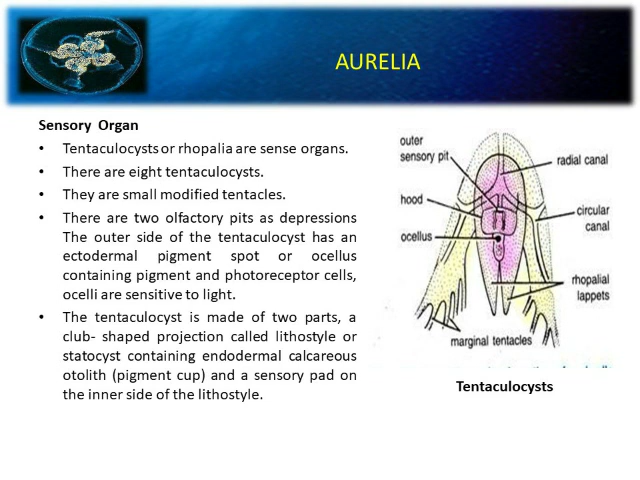 AURELIA
Sensory Organ
• Tentaculocysts or rhopalia are sense organs.
• There are eight tentaculocysts.
• They are small modified tentacles.
• There are two olfactory pits as depressions
The outer side of the tentaculocyst has an
ectodermal pigment spot or ocellus
containing pigment and photoreceptor cells,
ocelli are sensitive to light.
• The tentaculocyst is made of two parts, a
club- shaped projection called lithostyle or
statocyst containing endodermal calcareous
otolith (pigment cup) and a sensory pad on
the inner side of the lithostyle.
outer
sensory pit
radial canal
hood
circular
canal
ocellus
rhopalial
lappets
marginal tentacles
Tentaculocysts